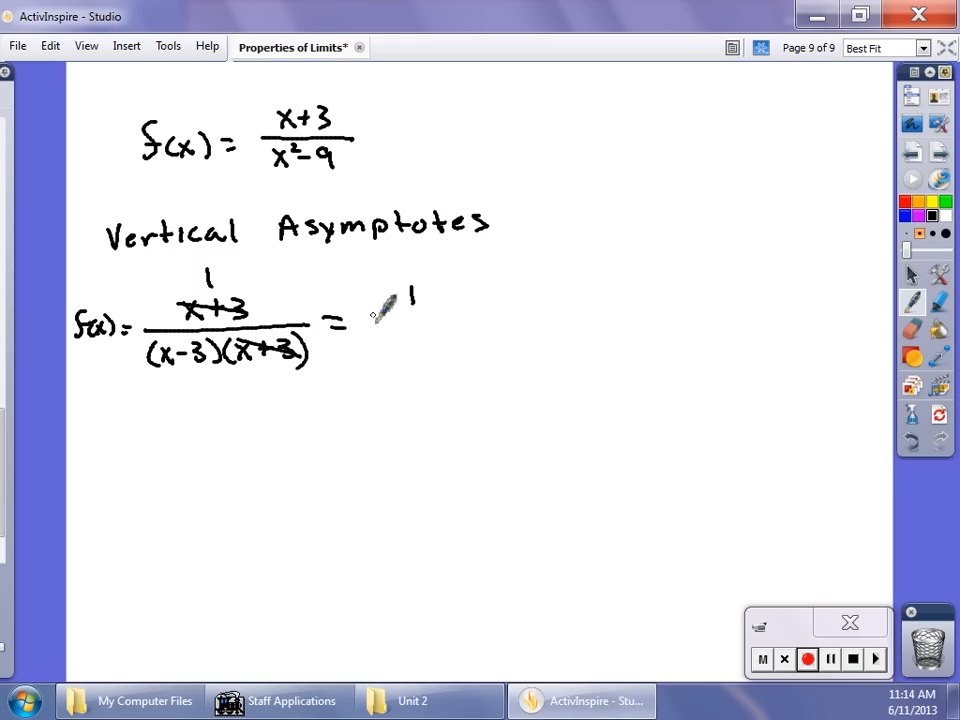 ActivInspire - Studio
File Edit View Insert Tools Help Properties of Limits* Page 9 of 9 Best Fit
f(x) = x+3
x²-9
Vertical Asymptotes
1
f(x) = x+3 = 1
(x-3)(x+3)
M
My Computer Files Staff Applications Unit 2 ActivInspire - Stu... 11:14 AM
6/11/2013